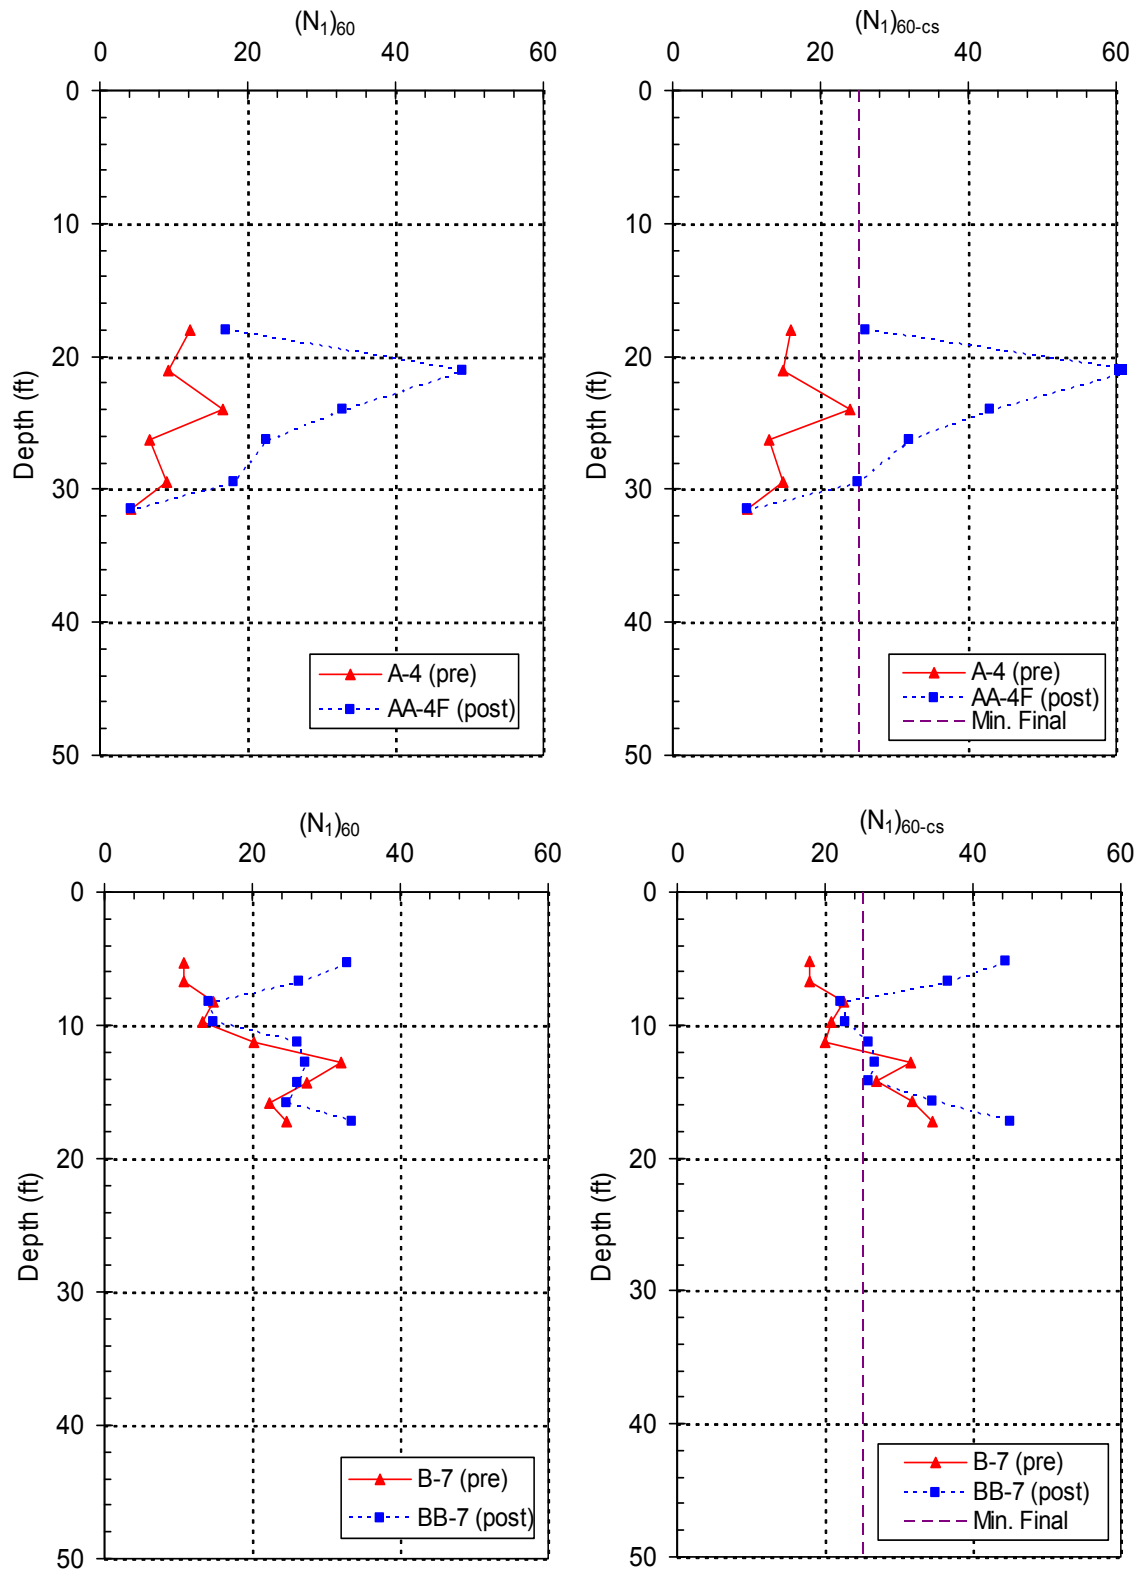 (N1)60
0 20 40 60
0
10
20
30
40
50
Depth (ft)
A-4 (pre)
AA-4F (post)
(N1)60-cs
0 20 40 60
0
10
20
30
40
50
Depth (ft)
A-4 (pre)
AA-4F (post)
Min. Final
(N1)60
0 20 40 60
0
10
20
30
40
50
Depth (ft)
B-7 (pre)
BB-7 (post)
(N1)60-cs
0 20 40 60
0
10
20
30
40
50
Depth (ft)
B-7 (pre)
BB-7 (post)
Min. Final